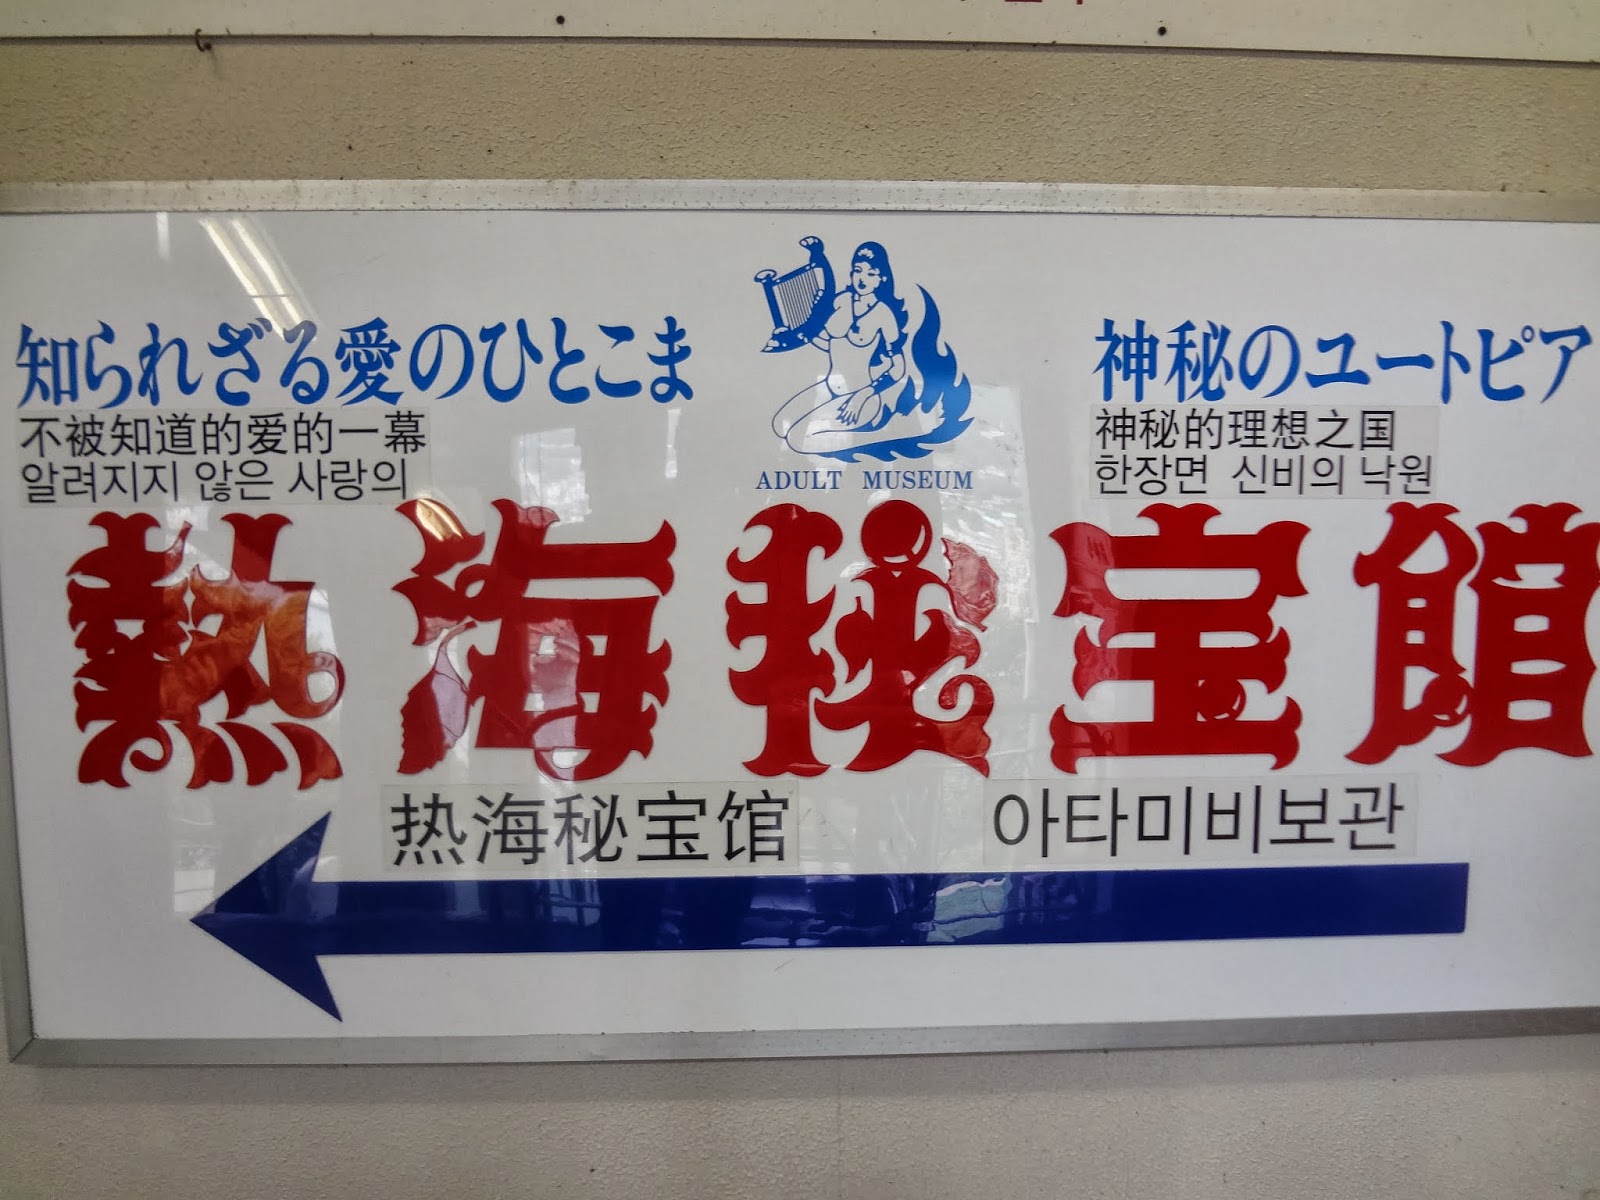 知られざる愛のひとこま
不被知道的爱的一幕
알려지지 않은 사랑의
ADULT MUSEUM
神秘のユートピア
神秘的理想之国
한장면 신비의 낙원
熱海秘宝館
热海秘宝馆
아타미비보관